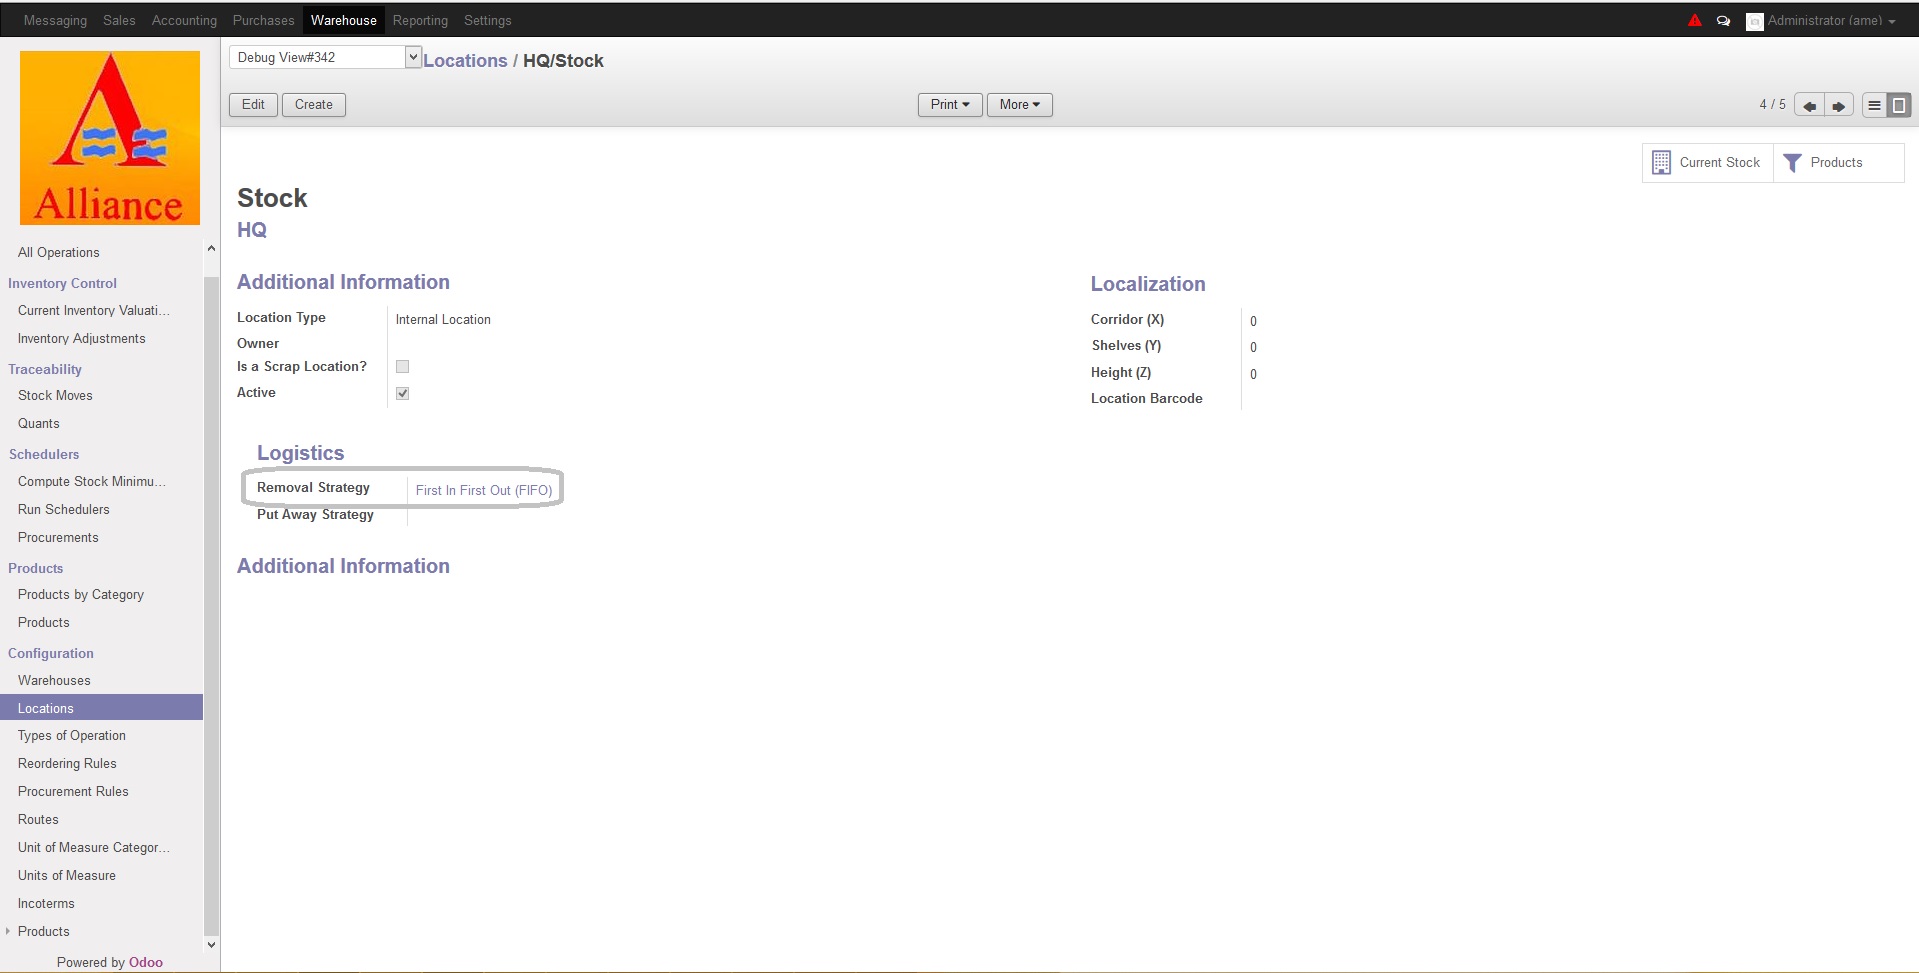 Messaging Sales Accounting Purchases Warehouse Reporting Settings Administrator (ame)
Debug View#342 Locations / HQ/Stock
Edit Create Print More 4 / 5
Alliance
All Operations
Inventory Control
Current Inventory Valuati...
Inventory Adjustments
Traceability
Stock Moves
Quants
Schedulers
Compute Stock Minimu...
Run Schedulers
Procurements
Products
Products by Category
Products
Configuration
Warehouses
Locations
Types of Operation
Reordering Rules
Procurement Rules
Routes
Unit of Measure Categor...
Units of Measure
Incoterms
Products
Powered by Odoo
Current Stock Products
Stock
HQ
Additional Information
Location Type Internal Location
Owner
Is a Scrap Location?
Active
Localization
Corridor (X) 0
Shelves (Y) 0
Height (Z) 0
Location Barcode
Logistics
Removal Strategy First In First Out (FIFO)
Put Away Strategy
Additional Information